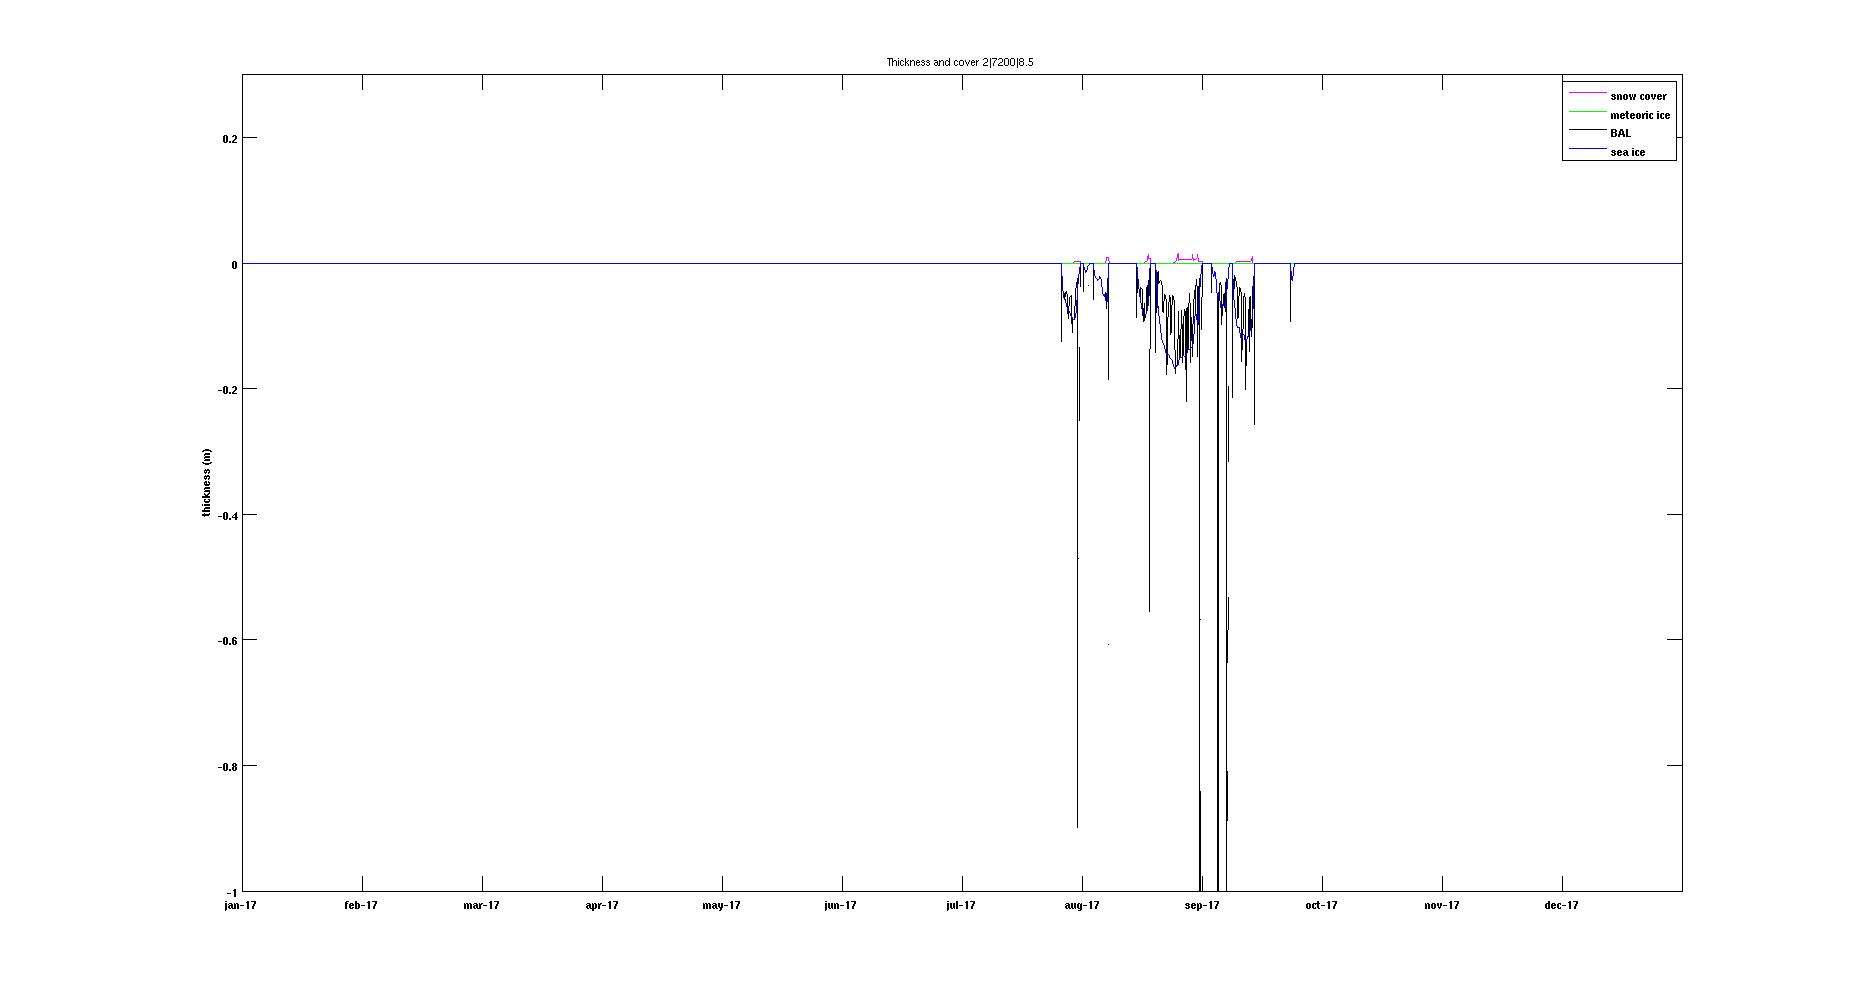 Thickness and cover 2|7200|8.5
snow cover
meteoric ice
BAL
sea ice
0.2
0
-0.2
-0.4
-0.6
-0.8
-1
thickness (m)
jan-17 feb-17 mar-17 apr-17 may-17 jun-17 jul-17 aug-17 sep-17 oct-17 nov-17 dec-17